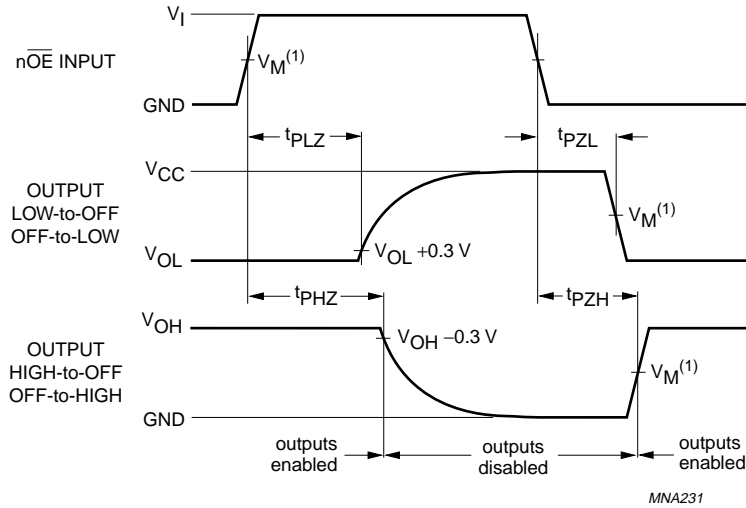 V_I
nO̅E̅ INPUT
V_M(1)
GND
t_PLZ
t_PZL
V_CC
OUTPUT
LOW-to-OFF
OFF-to-LOW
V_M(1)
V_OL
V_OL +0.3 V
t_PHZ
t_PZH
V_OH
V_OH −0.3 V
OUTPUT
HIGH-to-OFF
OFF-to-HIGH
V_M(1)
GND
outputs
enabled
outputs
disabled
outputs
enabled
MNA231